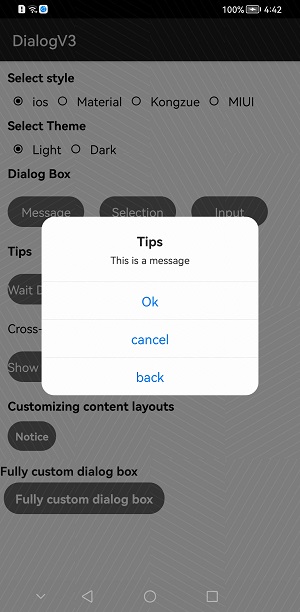 100% 4:42
DialogV3
Select style
ios Material Kongzue MIUI
Select Theme
Light Dark
Dialog Box
Message Selection Input
Tips
Tips
This is a message
Wait D
Ok
Cross-
cancel
Show
back
Customizing content layouts
Notice
Fully custom dialog box
Fully custom dialog box